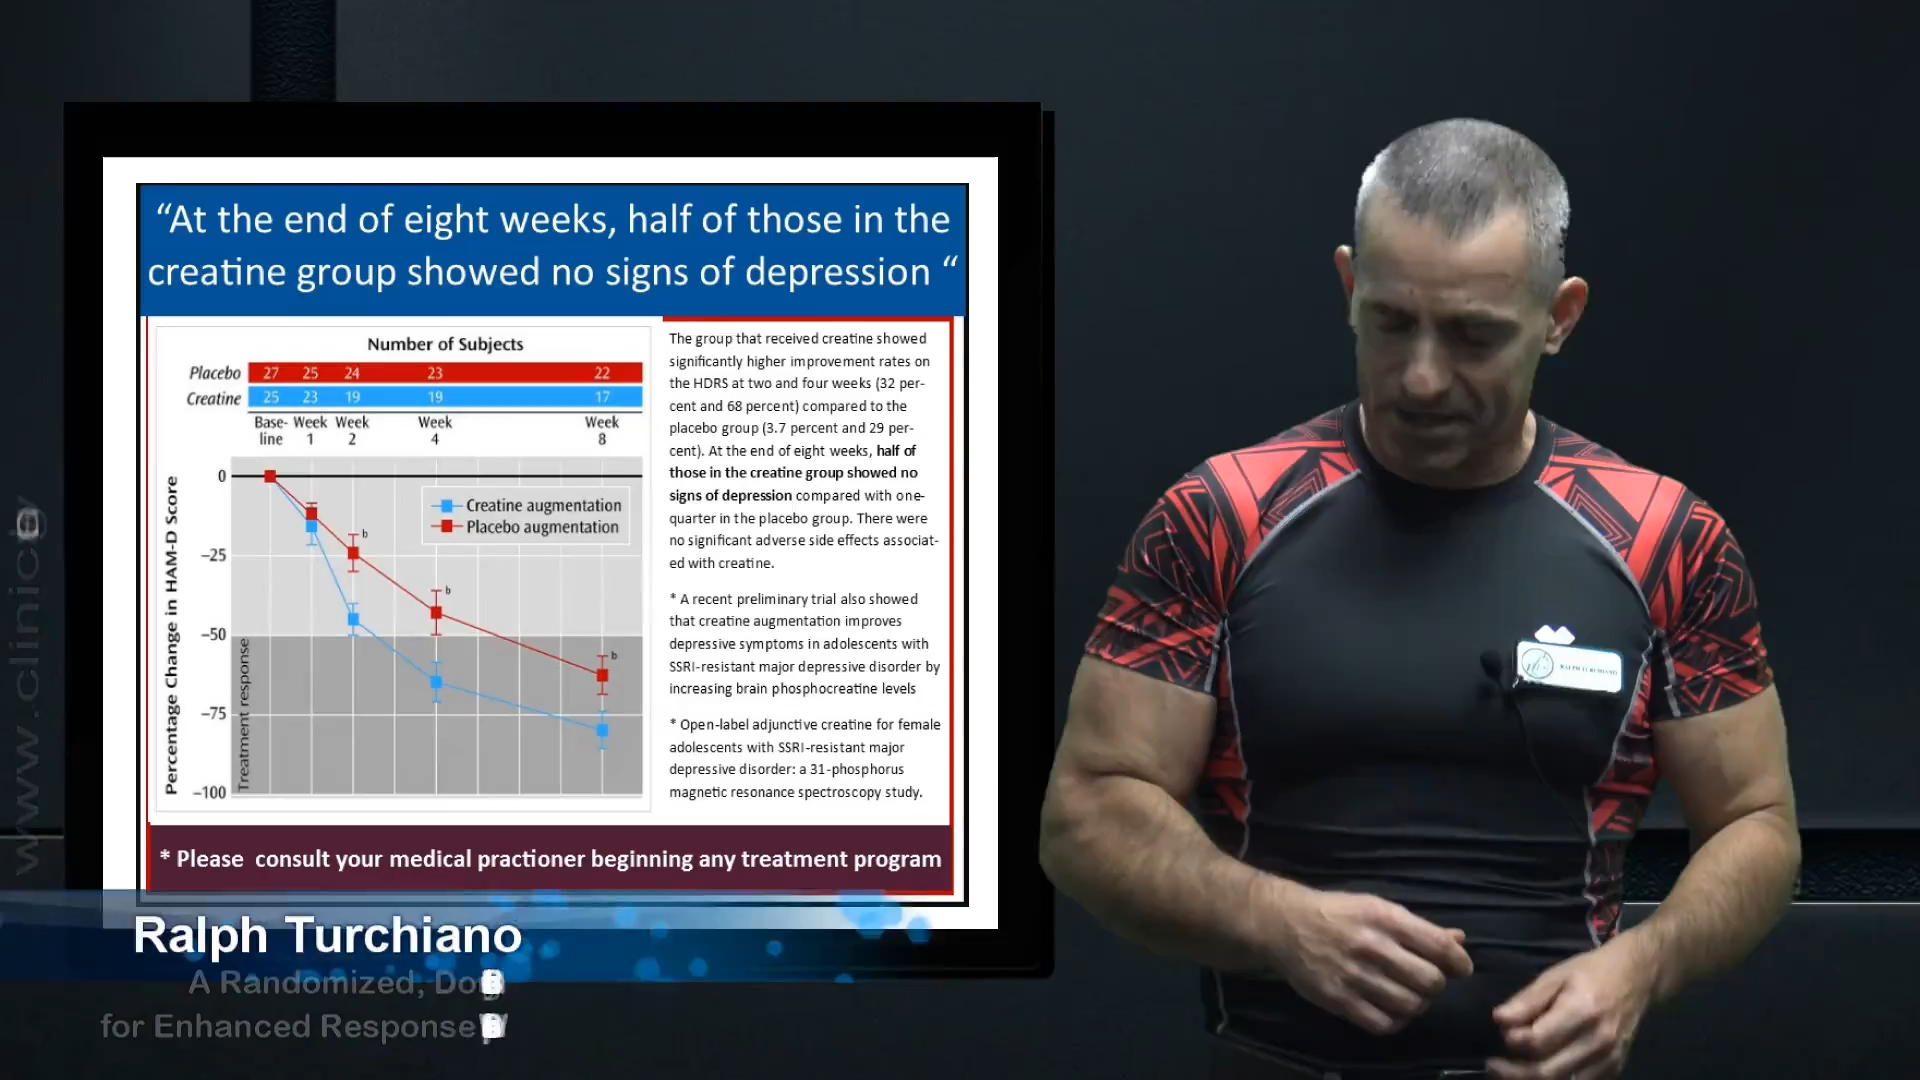 “At the end of eight weeks, half of those in the
creatine group showed no signs of depression “
Number of Subjects
Placebo 27 25 24 23 22
Creatine 25 23 19 19 17
Base- Week Week Week Week
line 1 2 4 8
Percentage Change in HAM-D Score
0
−25
−50
−75
−100
Treatment response
Creatine augmentation
Placebo augmentation
b
b
b
The group that received creatine showed
significantly higher improvement rates on
the HDRS at two and four weeks (32 per-
cent and 68 percent) compared to the
placebo group (3.7 percent and 29 per-
cent). At the end of eight weeks, half of
those in the creatine group showed no
signs of depression compared with one-
quarter in the placebo group. There were
no significant adverse side effects associat-
ed with creatine.
* A recent preliminary trial also showed
that creatine augmentation improves
depressive symptoms in adolescents with
SSRI-resistant major depressive disorder by
increasing brain phosphocreatine levels
* Open-label adjunctive creatine for female
adolescents with SSRI-resistant major
depressive disorder: a 31-phosphorus
magnetic resonance spectroscopy study.
* Please consult your medical practioner beginning any treatment program
Ralph Turchiano
A Randomized,
for Enhanced Response
www.clinic
RALPH TURCHIANO